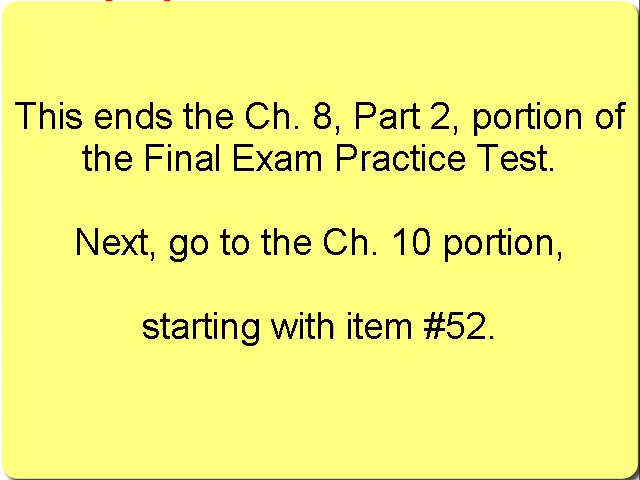 This ends the Ch. 8, Part 2, portion of
the Final Exam Practice Test.
Next, go to the Ch. 10 portion,
starting with item #52.